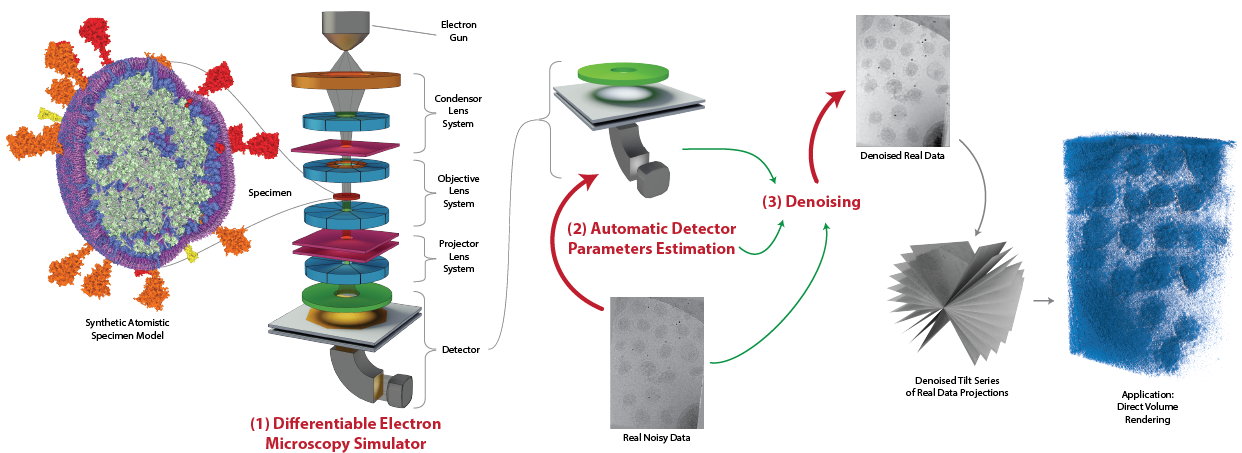 Electron
Gun
Condensor
Lens
System
Specimen
Objective
Lens
System
Projector
Lens
System
Detector
Synthetic Atomistic
Specimen Model
(1) Differentiable Electron
Microscopy Simulator
(2) Automatic Detector
Parameters Estimation
Real Noisy Data
(3) Denoising
Denoised Real Data
Denoised Tilt Series
of Real Data Projections
Application:
Direct Volume
Rendering